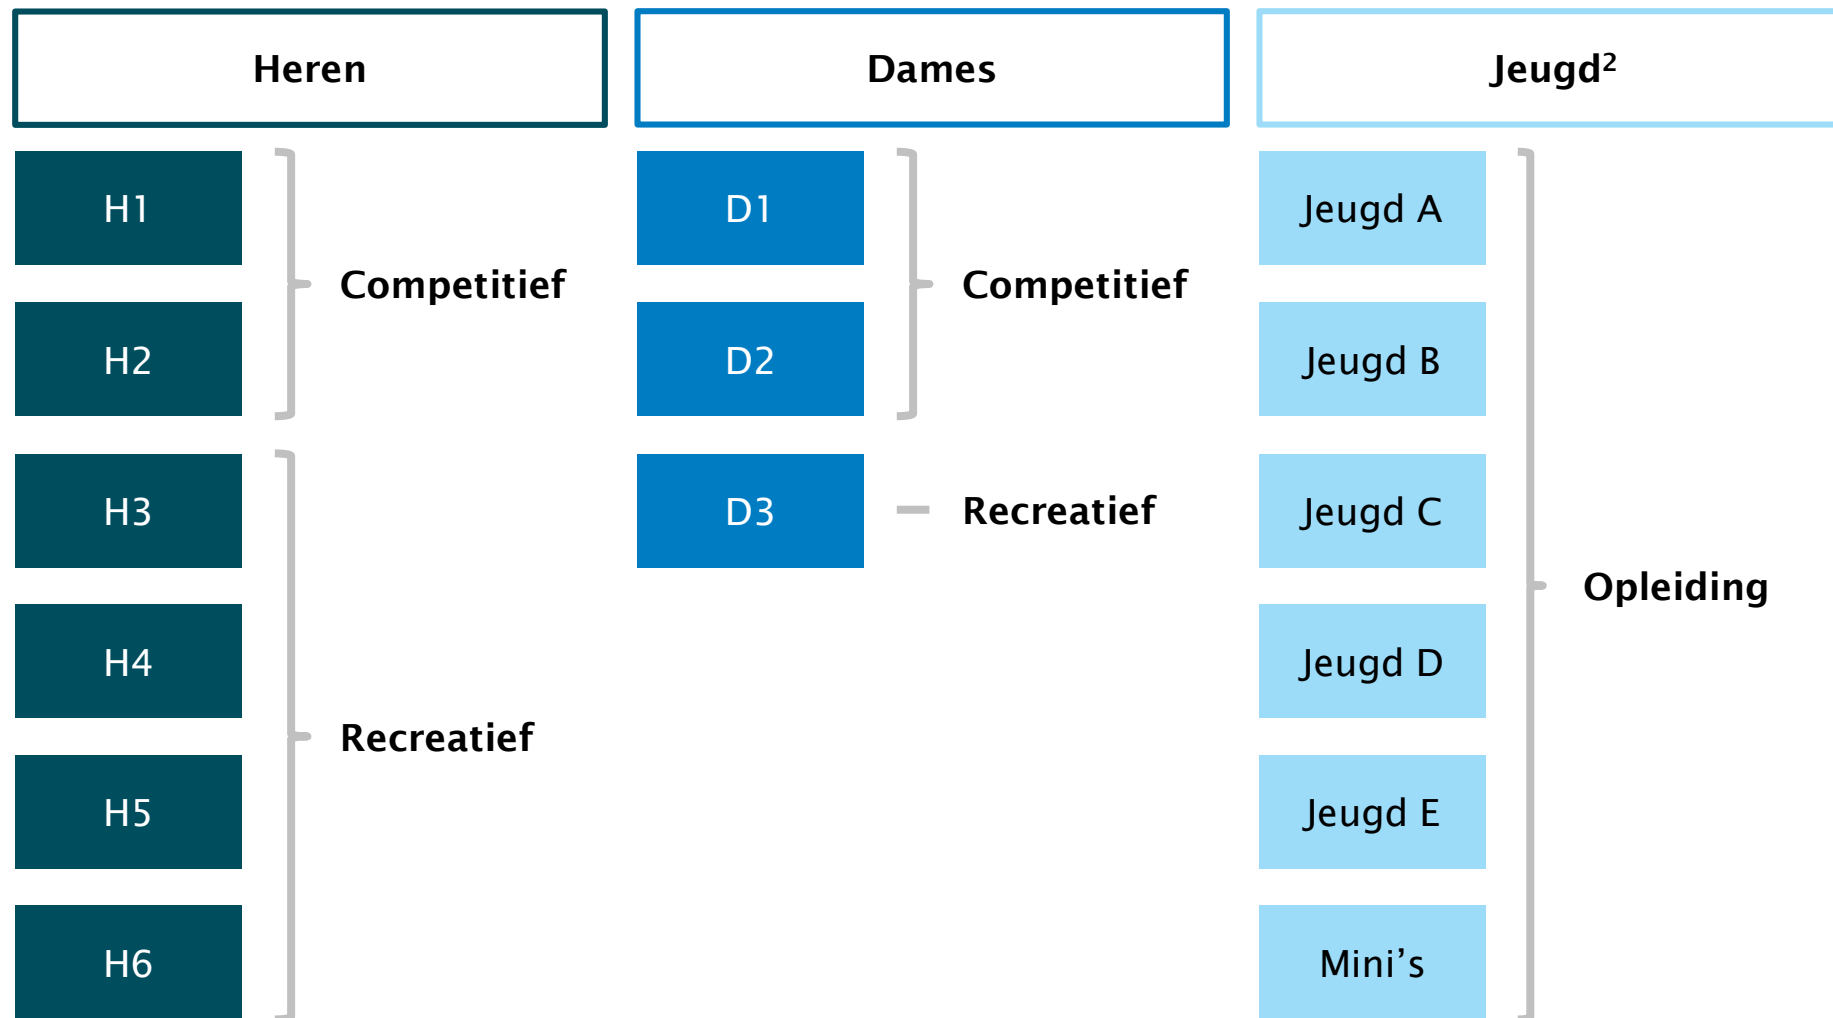 Heren
H1
H2
Competitief
H3
H4
H5
H6
Recreatief
Dames
D1
D2
Competitief
D3
Recreatief
Jeugd²
Jeugd A
Jeugd B
Jeugd C
Jeugd D
Jeugd E
Mini’s
Opleiding